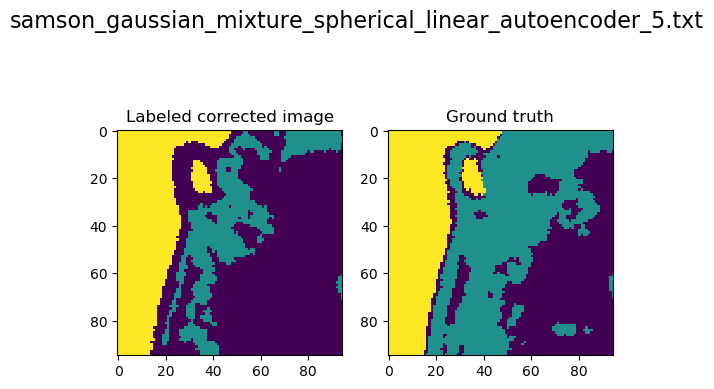 samson_gaussian_mixture_spherical_linear_autoencoder_5.txt
Labeled corrected image
Ground truth
0
20
40
60
80
0 20 40 60 80
0
20
40
60
80
0 20 40 60 80